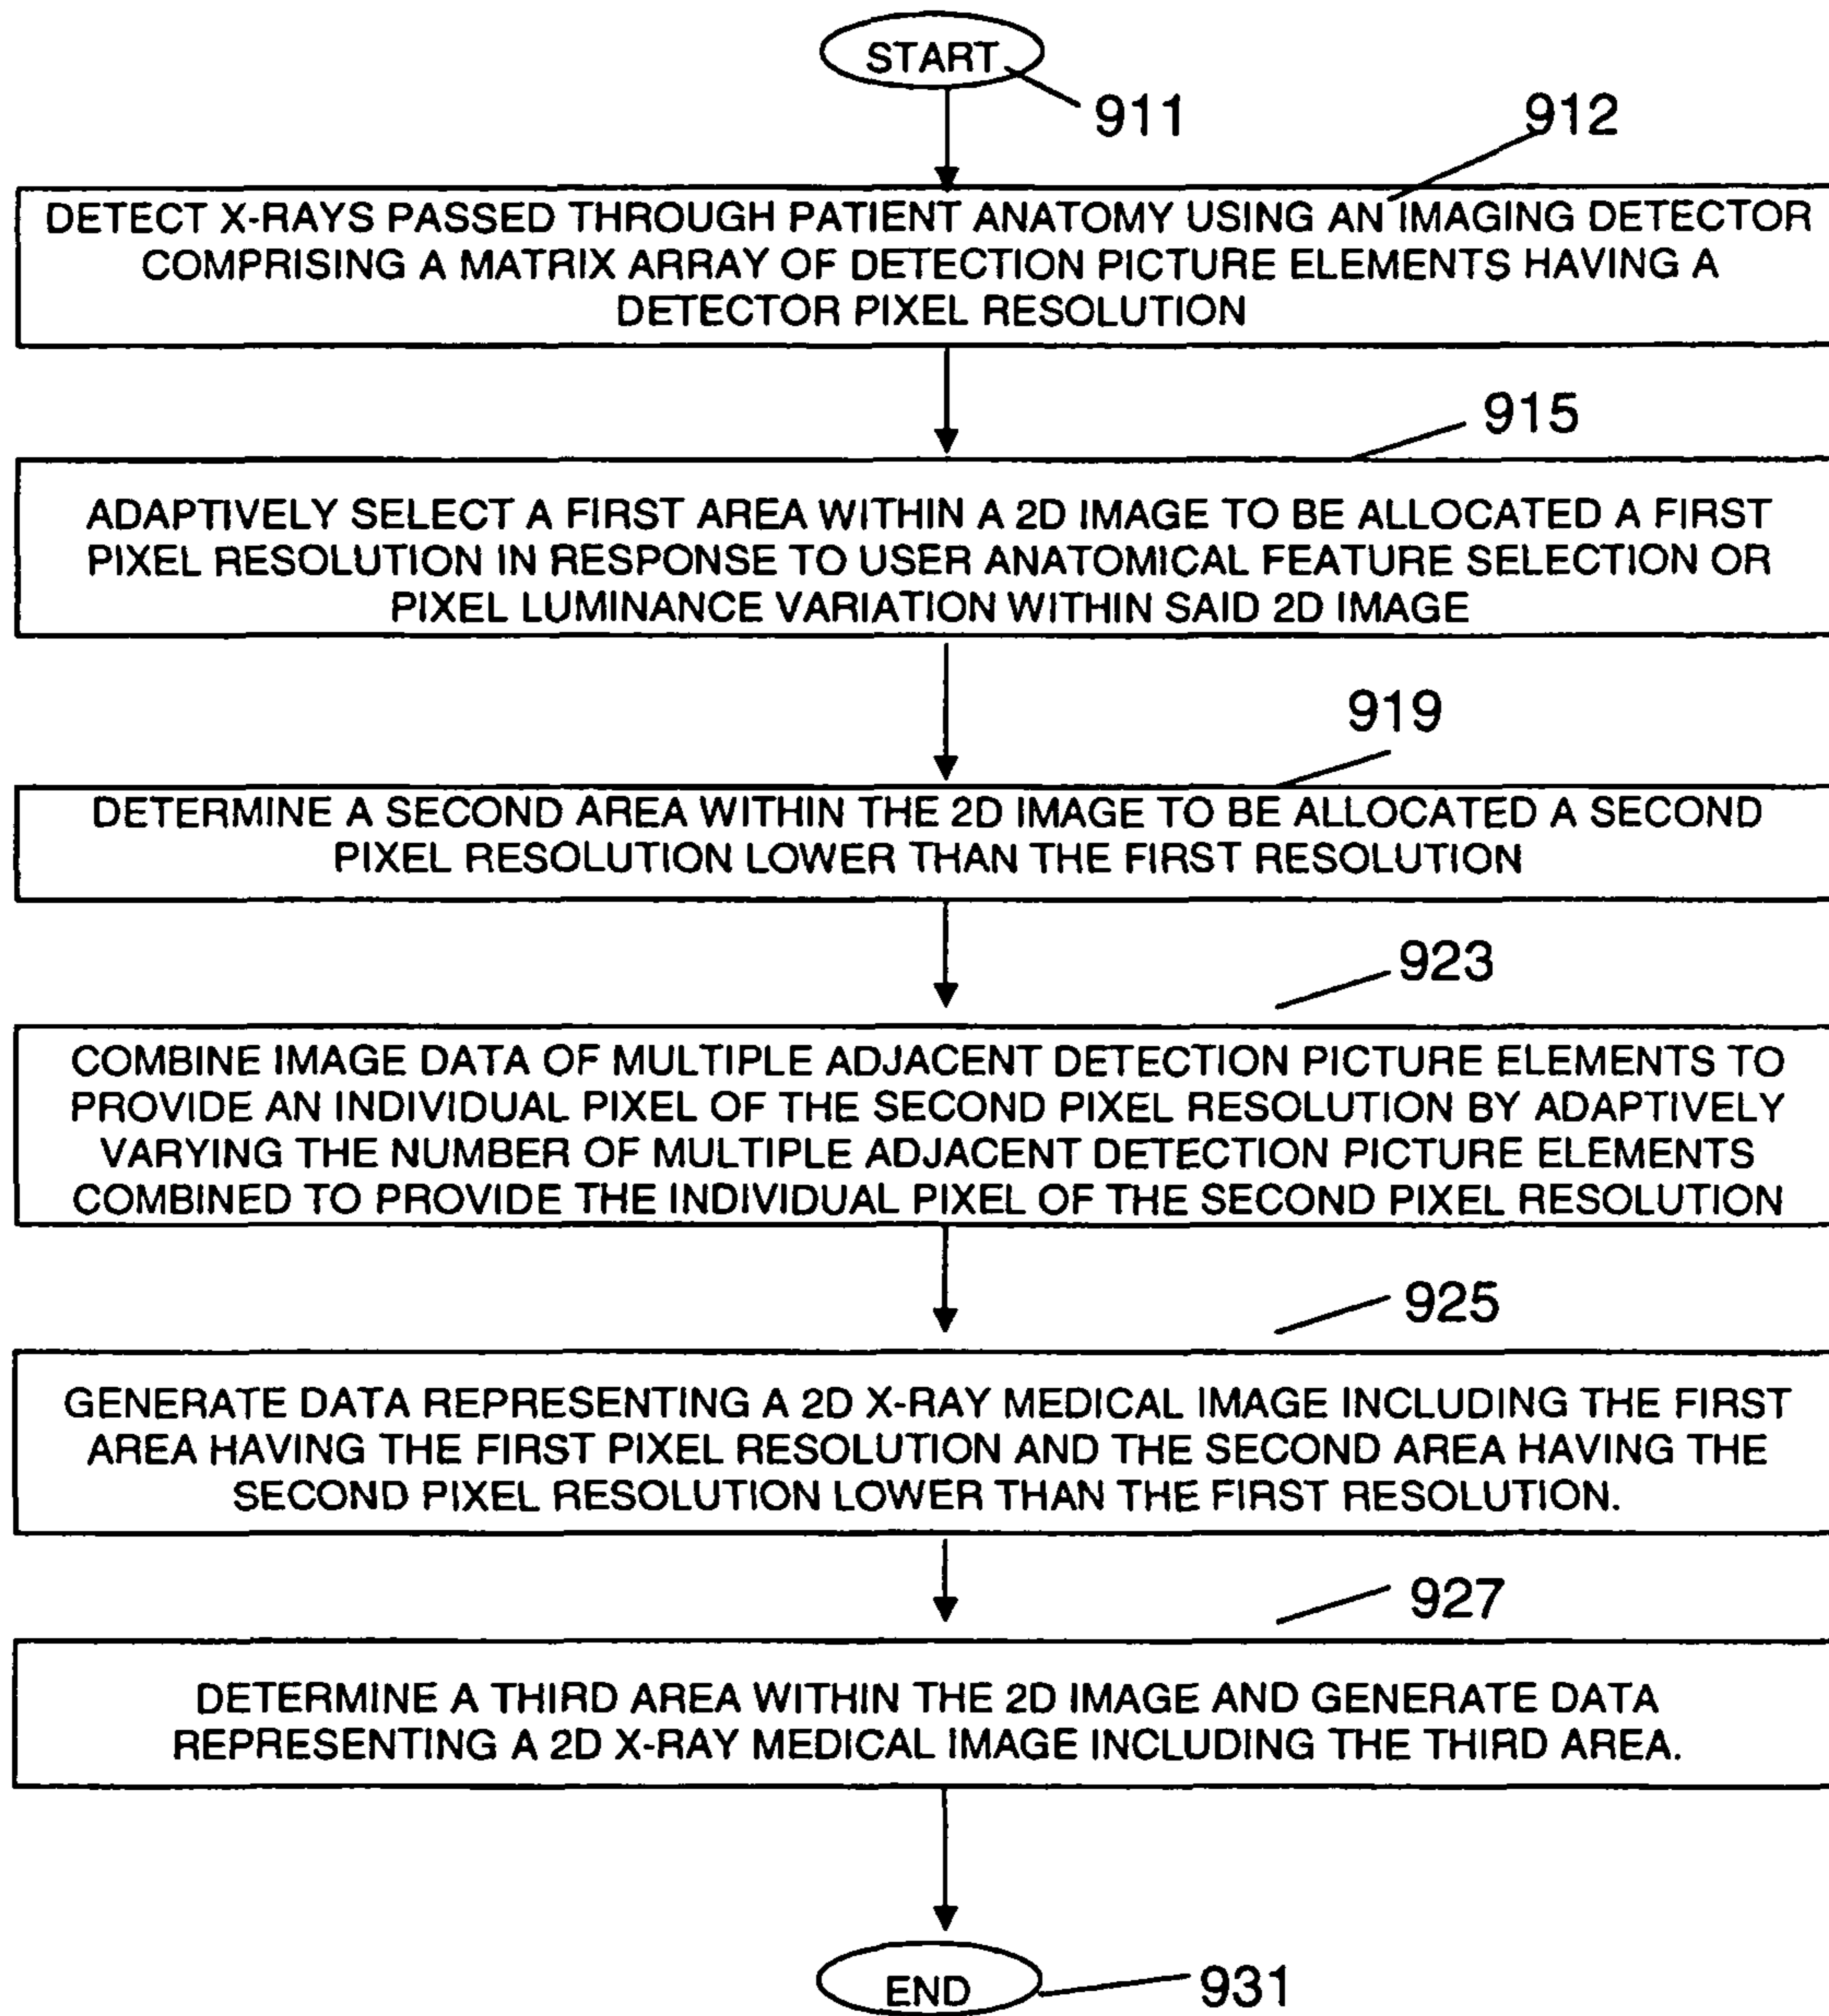 START
911
912
DETECT X-RAYS PASSED THROUGH PATIENT ANATOMY USING AN IMAGING DETECTOR
COMPRISING A MATRIX ARRAY OF DETECTION PICTURE ELEMENTS HAVING A
DETECTOR PIXEL RESOLUTION
915
ADAPTIVELY SELECT A FIRST AREA WITHIN A 2D IMAGE TO BE ALLOCATED A FIRST
PIXEL RESOLUTION IN RESPONSE TO USER ANATOMICAL FEATURE SELECTION OR
PIXEL LUMINANCE VARIATION WITHIN SAID 2D IMAGE
919
DETERMINE A SECOND AREA WITHIN THE 2D IMAGE TO BE ALLOCATED A SECOND
PIXEL RESOLUTION LOWER THAN THE FIRST RESOLUTION
923
COMBINE IMAGE DATA OF MULTIPLE ADJACENT DETECTION PICTURE ELEMENTS TO
PROVIDE AN INDIVIDUAL PIXEL OF THE SECOND PIXEL RESOLUTION BY ADAPTIVELY
VARYING THE NUMBER OF MULTIPLE ADJACENT DETECTION PICTURE ELEMENTS
COMBINED TO PROVIDE THE INDIVIDUAL PIXEL OF THE SECOND PIXEL RESOLUTION
925
GENERATE DATA REPRESENTING A 2D X-RAY MEDICAL IMAGE INCLUDING THE FIRST
AREA HAVING THE FIRST PIXEL RESOLUTION AND THE SECOND AREA HAVING THE
SECOND PIXEL RESOLUTION LOWER THAN THE FIRST RESOLUTION.
927
DETERMINE A THIRD AREA WITHIN THE 2D IMAGE AND GENERATE DATA
REPRESENTING A 2D X-RAY MEDICAL IMAGE INCLUDING THE THIRD AREA.
END
931